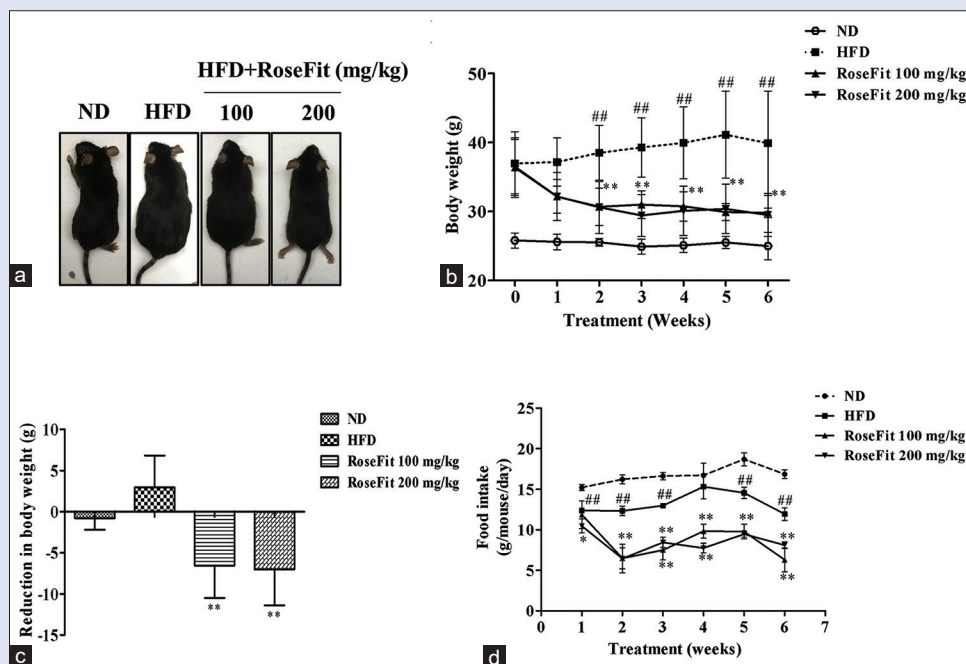 HFD+RoseFit (mg/kg)
ND HFD 100 200
a
ND
HFD
RoseFit 100 mg/kg
RoseFit 200 mg/kg
Body weight (g)
50
40
30
20
## ## ## ## ##
** ** ** ** **
0 1 2 3 4 5 6
Treatment (Weeks)
b
Reduction in body weight (g)
10
5
0
-5
-10
-15
** **
ND
HFD
RoseFit 100 mg/kg
RoseFit 200 mg/kg
c
ND
HFD
RoseFit 100 mg/kg
RoseFit 200 mg/kg
Food intake
(g/mouse/day)
25
20
15
10
5
0
## ## ## ## ##
* ** ** ** ** **
** ** **
0 1 2 3 4 5 6 7
Treatment (weeks)
d